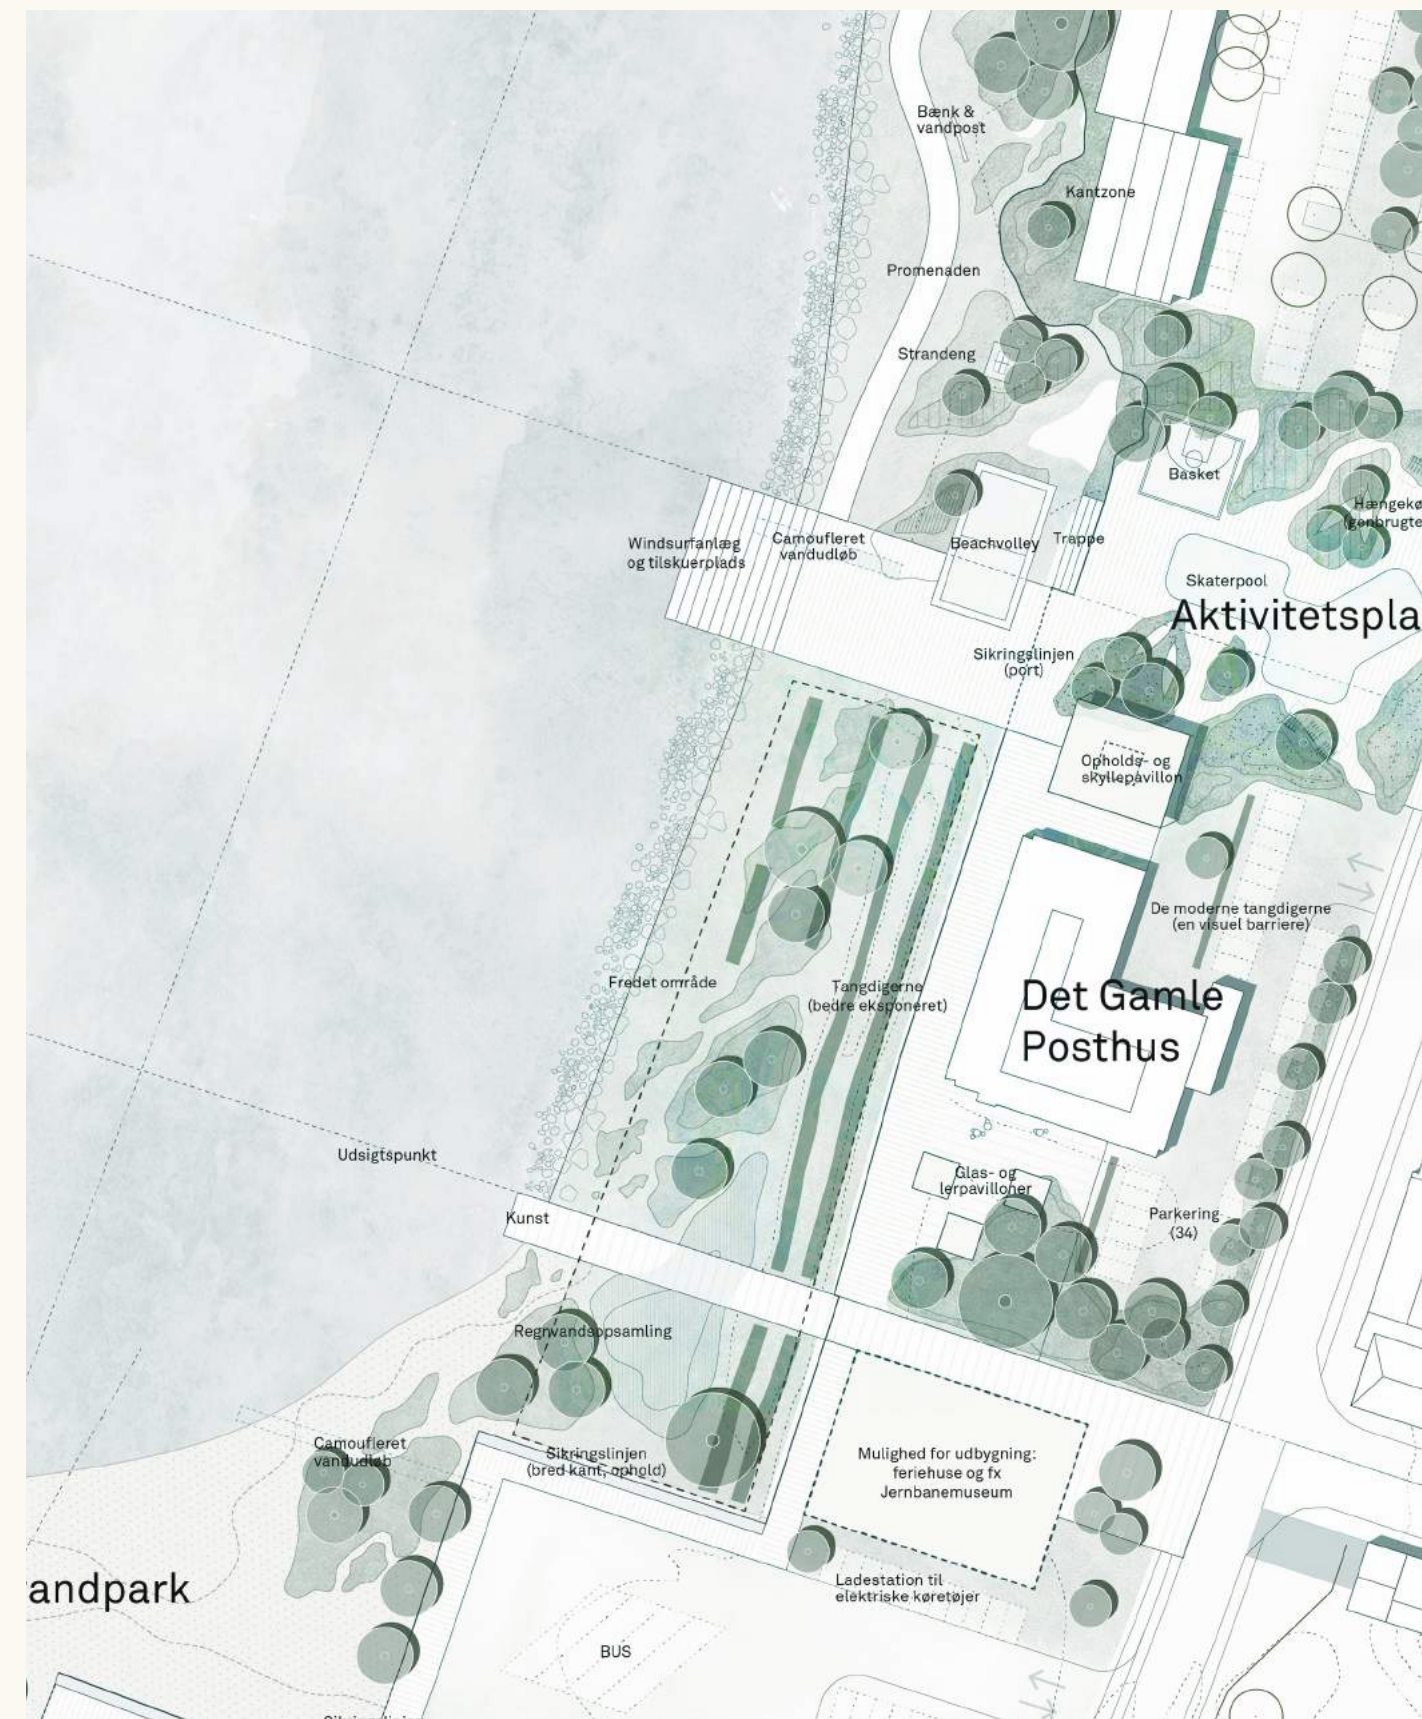 Bænk &
vandpost
Kantzone
Promenaden
Strandeng
Basket
Hængekø
(genbrugte
Windsurfanlæg
og tilskuerplads
Camoufleret
vandudløb
Beachvolley
Trappe
Skaterpool
Aktivitetspla
Sikringslinjen
(port)
Opholds- og
skyllepavillon
De moderne tangdigerne
(en visuel barriere)
Fredet område
Tangdigerne
(bedre eksponeret)
Det Gamle
Posthus
Udsigtspunkt
Glas- og
lerpavilloner
Kunst
Parkering
(34)
Regnvandsopsamling
Camoufleret
vandudløb
Sikringslinjen
(bred kant, ophold)
Mulighed for udbygning:
feriehuse og fx
Jernbanemuseum
andpark
Ladestation til
elektriske køretøjer
BUS